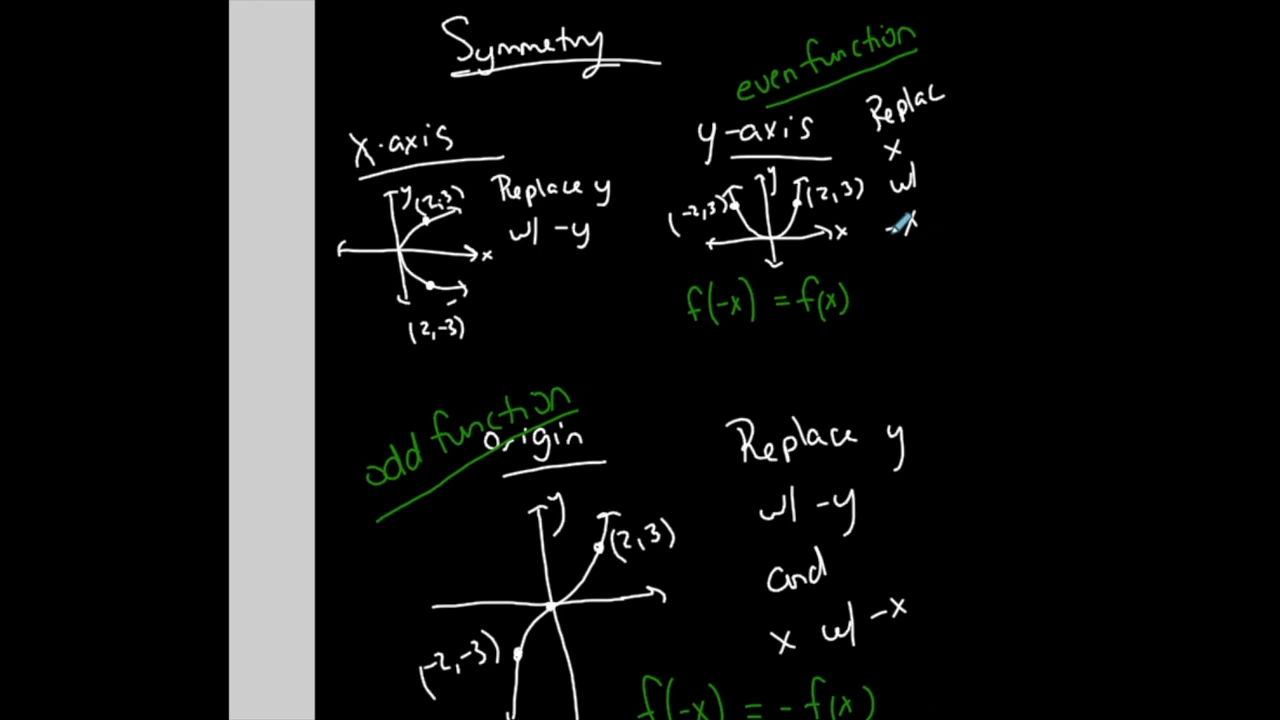 Symmetry
even function
x-axis
y
(2,3)
x
(2,-3)
Replace y
w/ -y
y-axis
y
(-2,3)
(2,3)
x
Replac
x
w/
f(-x) = f(x)
odd function
origin
y
(2,3)
(-2,-3)
Replace y
w/ -y
and
x w/ -x
f(-x) = -f(x)